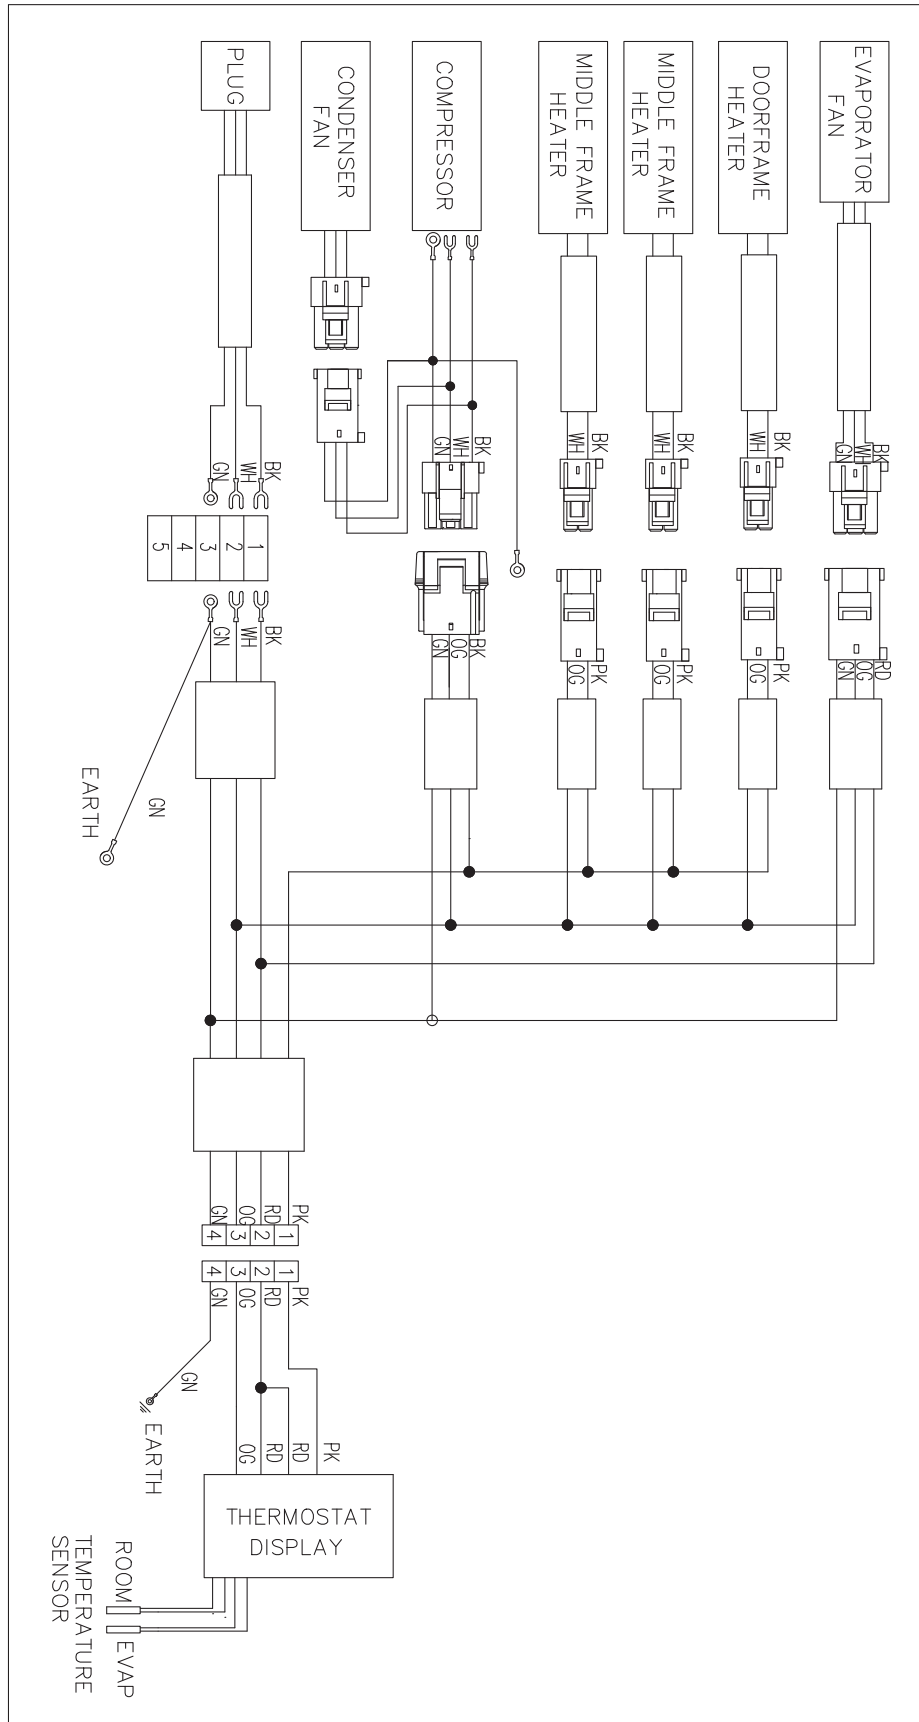 PLUG
CONDENSER
FAN
COMPRESSOR
MIDDLE FRAME
HEATER
MIDDLE FRAME
HEATER
DOORFRAME
HEATER
EVAPORATOR
FAN
GN
WH
BK
GN
WH
BK
WH
BK
WH
BK
WH
BK
GN
WH
BK
5
4
3
2
1
GN
WH
BK
GN
OG
BK
OG
PK
OG
PK
OG
PK
GN
OG
RD
EARTH
GN
GN
OG
RD
PK
4
3
2
1
4
3
2
1
GN
OG
RD
PK
GN
EARTH
OG
RD
RD
PK
THERMOSTAT
DISPLAY
ROOM
EVAP
TEMPERATURE
SENSOR